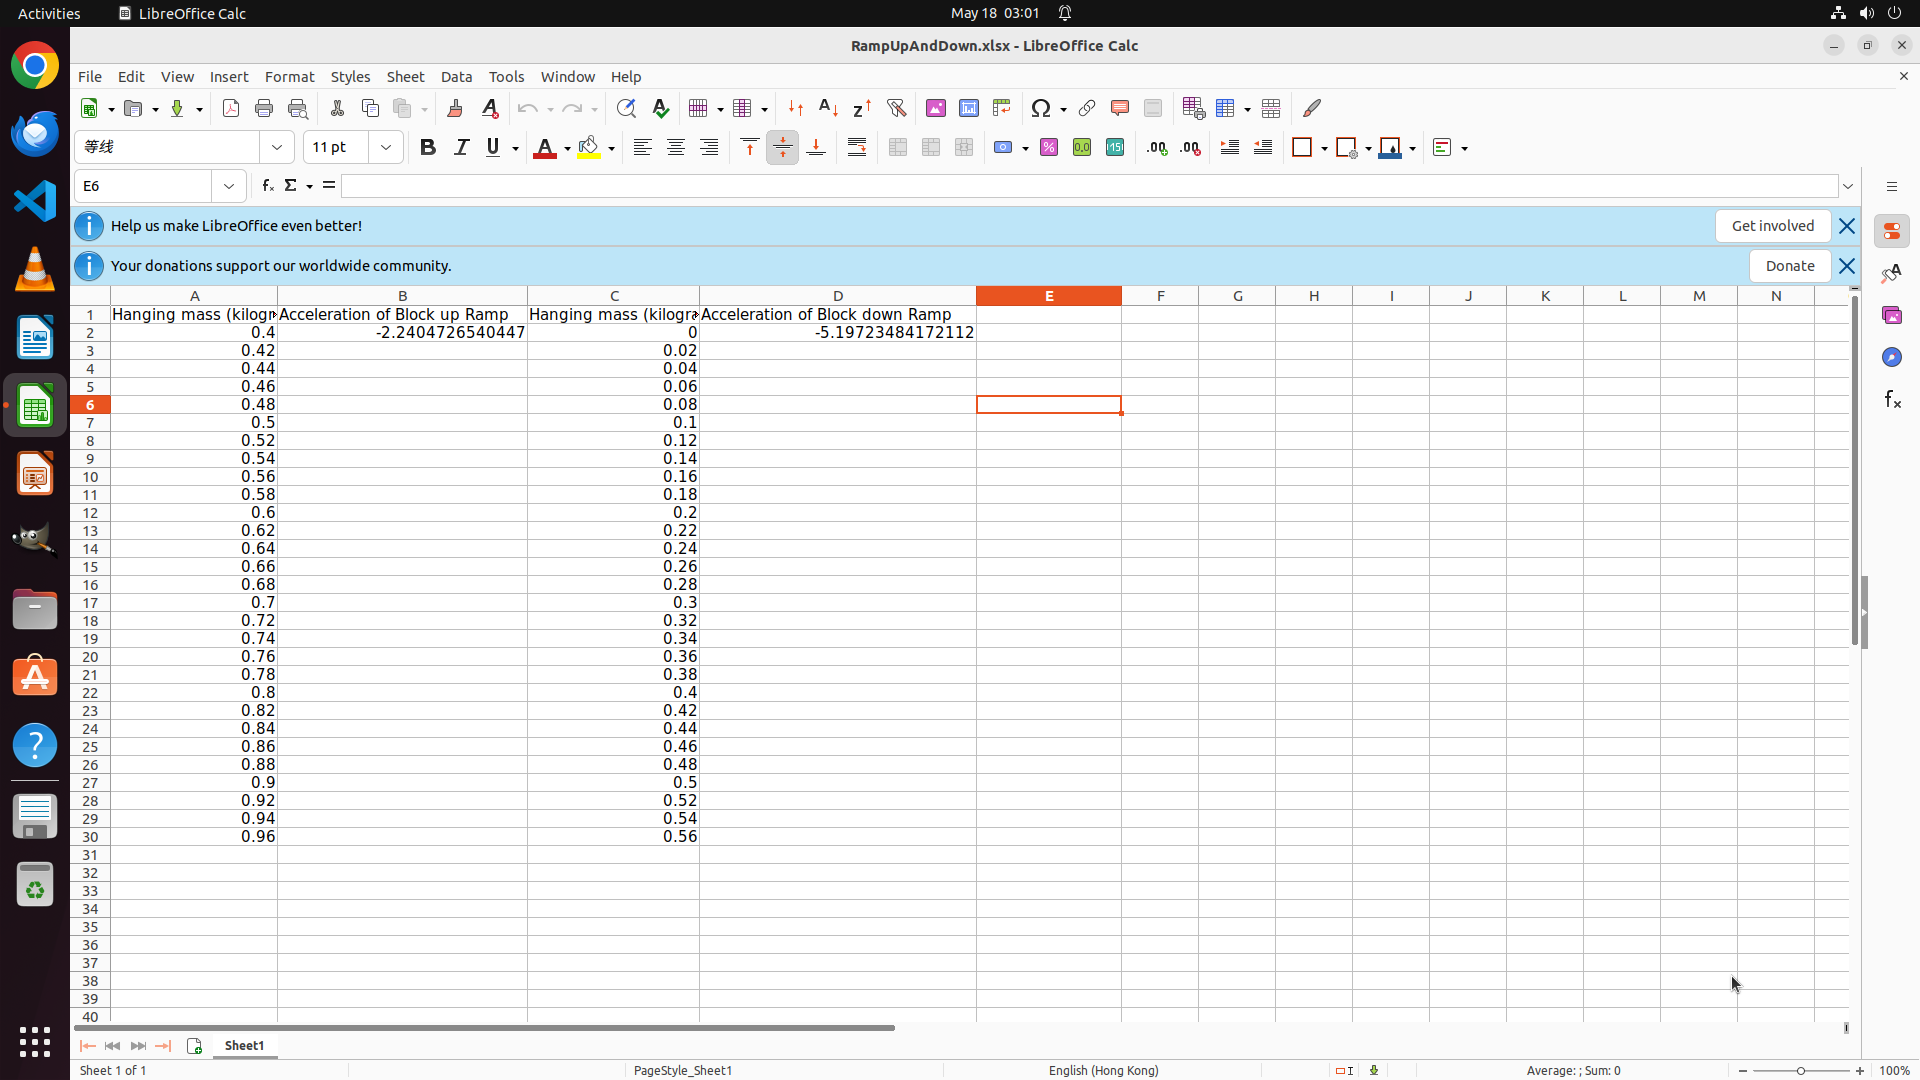 Activities
LibreOffice Calc
May 18 03:01
RampUpAndDown.xlsx - LibreOffice Calc
File Edit View Insert Format Styles Sheet Data Tools Window Help
等线
11 pt
E6
Help us make LibreOffice even better!
Get involved
Your donations support our worldwide community.
Donate
A B C D E F G H I J K L M N
1 Hanging mass (kilogr Acceleration of Block up Ramp Hanging mass (kilogra Acceleration of Block down Ramp
2 0.4 -2.2404726540447 0 -5.19723484172112
3 0.42 0.02
4 0.44 0.04
5 0.46 0.06
6 0.48 0.08
7 0.5 0.1
8 0.52 0.12
9 0.54 0.14
10 0.56 0.16
11 0.58 0.18
12 0.6 0.2
13 0.62 0.22
14 0.64 0.24
15 0.66 0.26
16 0.68 0.28
17 0.7 0.3
18 0.72 0.32
19 0.74 0.34
20 0.76 0.36
21 0.78 0.38
22 0.8 0.4
23 0.82 0.42
24 0.84 0.44
25 0.86 0.46
26 0.88 0.48
27 0.9 0.5
28 0.92 0.52
29 0.94 0.54
30 0.96 0.56
31
32
33
34
35
36
37
38
39
40
Sheet1
Sheet 1 of 1
PageStyle_Sheet1
English (Hong Kong)
Average: ; Sum: 0
100%